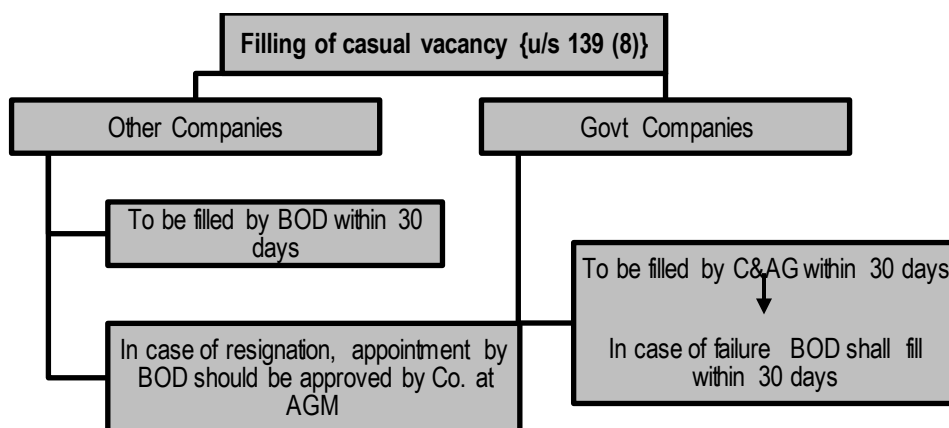 Filling of casual vacancy {u/s 139 (8)}
Other Companies
Govt Companies
To be filled by BOD within 30
days
In case of resignation, appointment by
BOD should be approved by Co. at
AGM
To be filled by C&AG within 30 days
In case of failure BOD shall fill
within 30 days